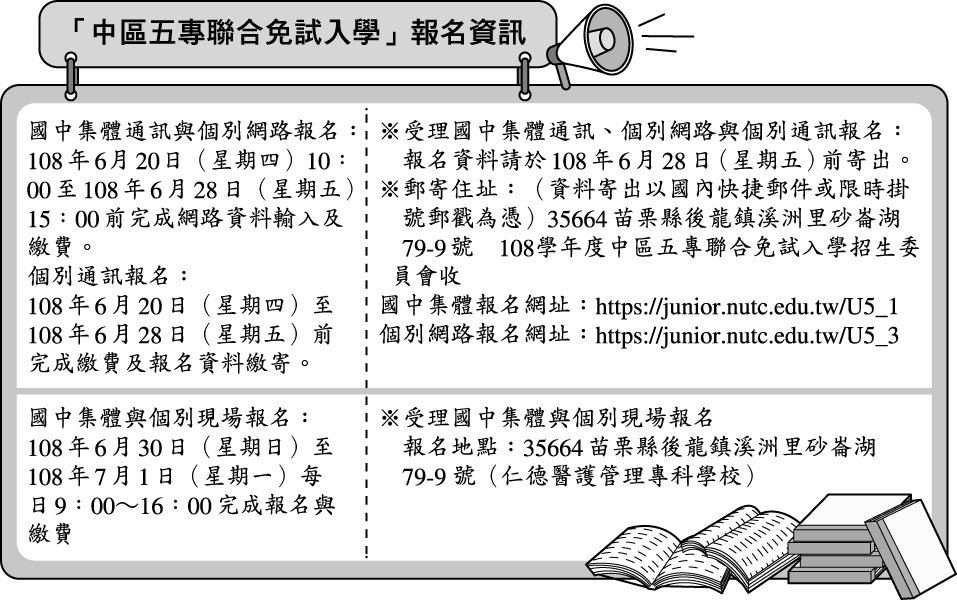 「中區五專聯合免試入學」報名資訊
國中集體通訊與個別網路報名：
108年6月20日（星期四）10：
00至108年6月28日（星期五）
15：00前完成網路資料輸入及
繳費。
個別通訊報名：
108年6月20日（星期四）至
108年6月28日（星期五）前
完成繳費及報名資料繳寄。
※受理國中集體通訊、個別網路與個別通訊報名：
報名資料請於108年6月28日（星期五）前寄出。
※郵寄住址：（資料寄出以國內快捷郵件或限時掛
號郵戳為憑）35664苗栗縣後龍鎮溪洲里砂崙湖
79-9號　108學年度中區五專聯合免試入學招生委
員會收
國中集體報名網址：https://junior.nutc.edu.tw/U5_1
個別網路報名網址：https://junior.nutc.edu.tw/U5_3
國中集體與個別現場報名：
108年6月30日（星期日）至
108年7月1日（星期一）每
日9：00～16：00完成報名與
繳費
※受理國中集體與個別現場報名
報名地點：35664苗栗縣後龍鎮溪洲里砂崙湖
79-9號（仁德醫護管理專科學校）